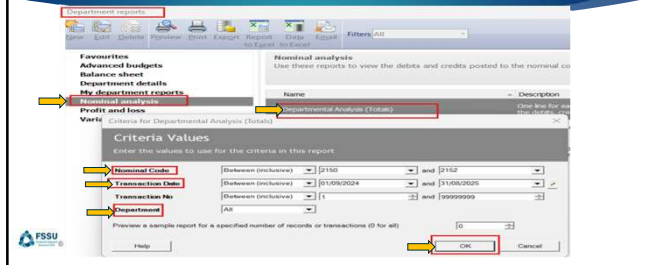 Department reports
New Edit Delete Preview Print Export Report to Excel Data to Excel Email Filters All
Favourites
Advanced budgets
Balance sheet
Department details
My department reports
Nominal analysis
Profit and loss
Varia
Nominal analysis
Use these reports to view the debits and credits posted to the nominal co
Name Description
Departmental Analysis (Totals) One line for ea
the debits, cre
Criteria for Departmental Analysis (Totals)
Criteria Values
Enter the values to use for the criteria in this report
Nominal Code Between (inclusive) 2150 and 2152
Transaction Date Between (inclusive) 01/09/2024 and 31/08/2025
Transaction No Between (inclusive) 1 and 99999999
Department All
Preview a sample report for a specified number of records or transactions (0 for all) 0
Help OK Cancel
FSSU